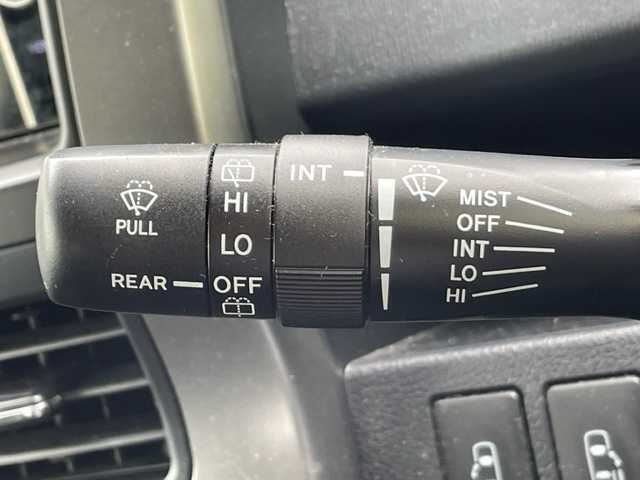 PULL
REAR
HI
LO
OFF
INT
MIST
OFF
INT
LO
HI